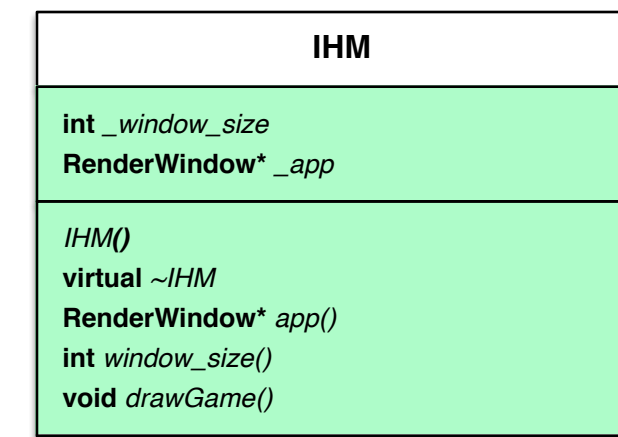 IHM
int _window_size
RenderWindow* _app
IHM()
virtual ~IHM
RenderWindow* app()
int window_size()
void drawGame()